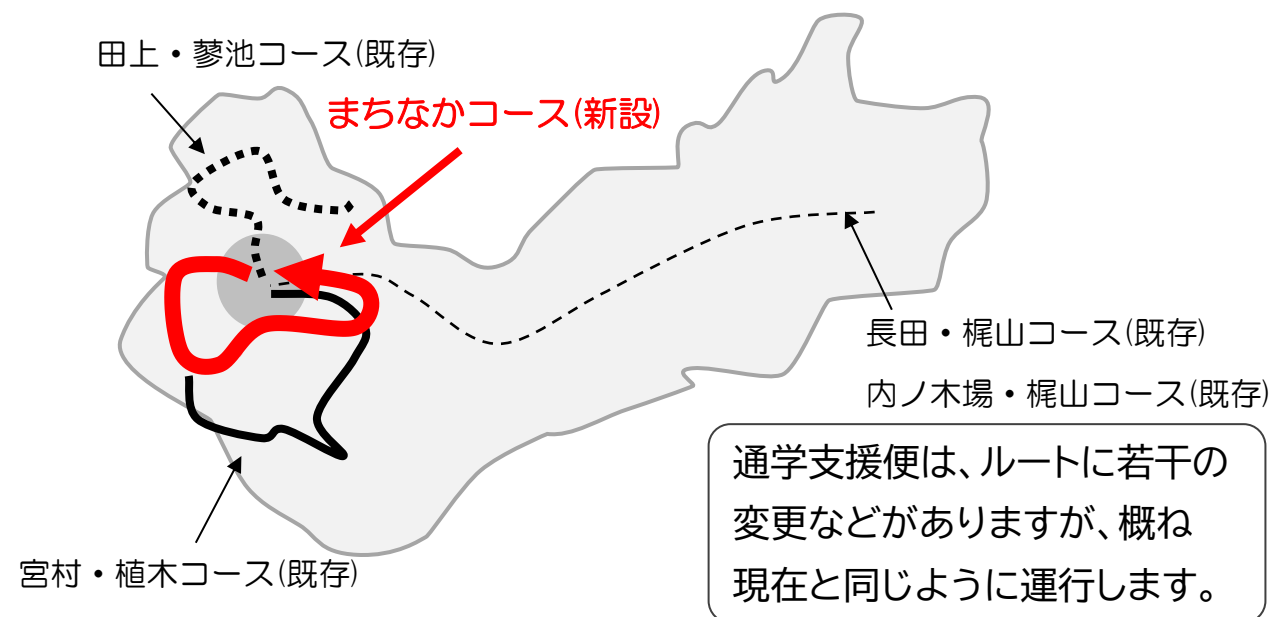 田上・蓼池コース(既存)
まちなかコース(新設)
長田・梶山コース(既存)
内ノ木場・梶山コース(既存)
通学支援便は、ルートに若干の
変更などがありますが、概ね
現在と同じように運行します。
宮村・植木コース(既存)